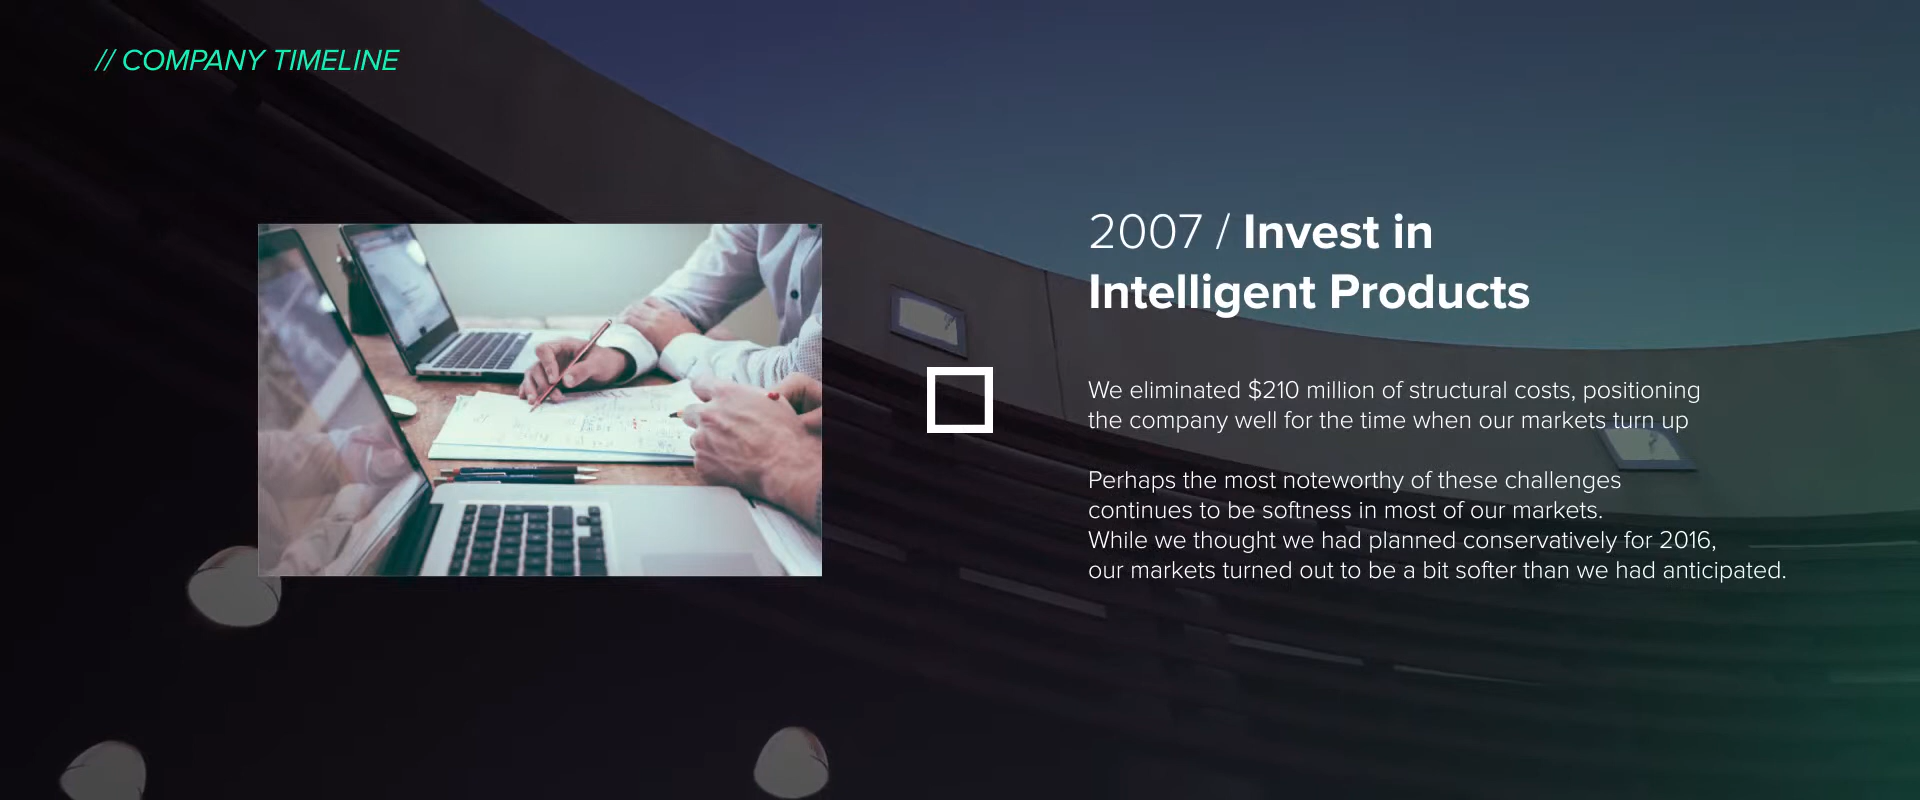 // COMPANY TIMELINE
2007 / Invest in
Intelligent Products
We eliminated $210 million of structural costs, positioning
the company well for the time when our markets turn up
Perhaps the most noteworthy of these challenges
continues to be softness in most of our markets.
While we thought we had planned conservatively for 2016,
our markets turned out to be a bit softer than we had anticipated.